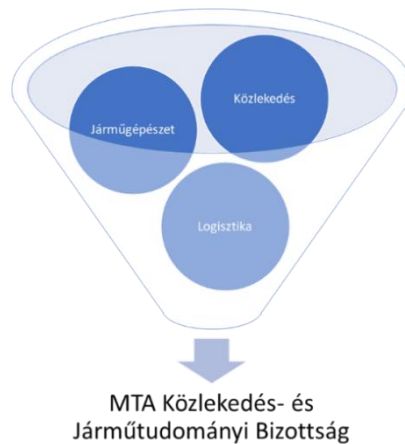 Közlekedés
Járműgépészet
Logisztika
MTA Közlekedés- és
Járműtudományi Bizottság